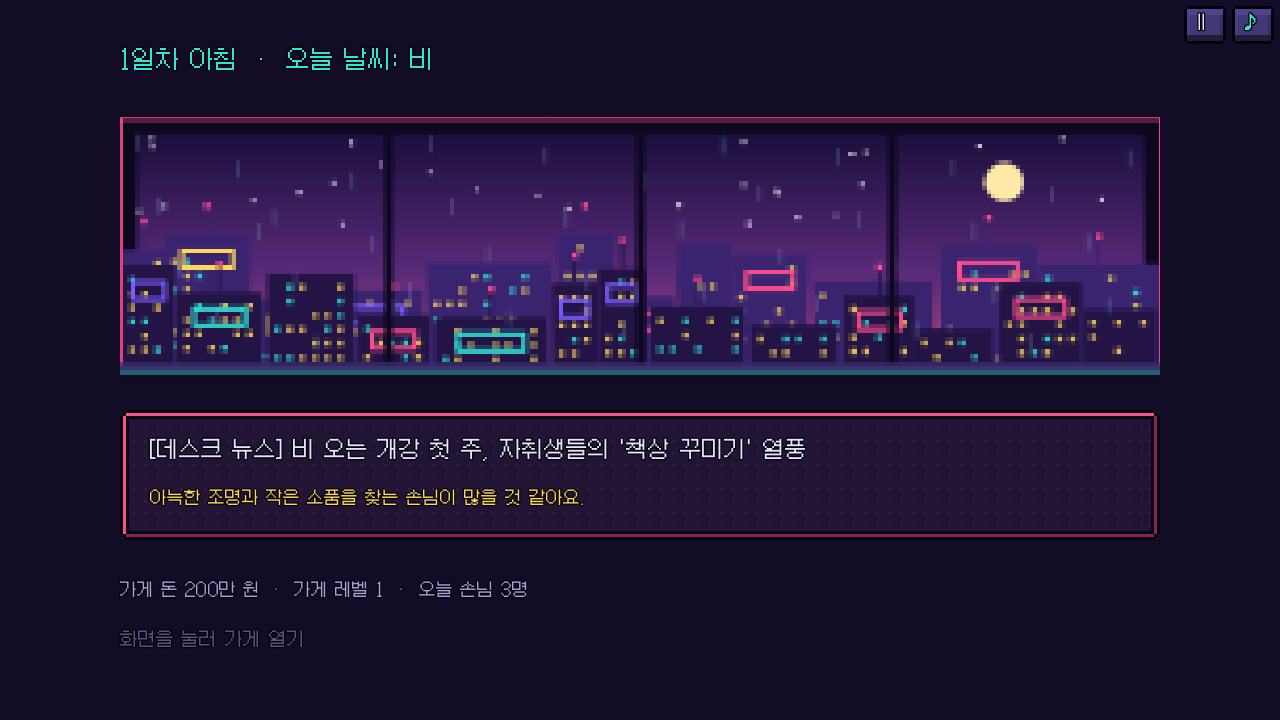 1일차 아침 · 오늘 날씨: 비
[데스크 뉴스] 비 오는 개강 첫 주, 자취생들의 '책상 꾸미기' 열풍
아늑한 조명과 작은 소품을 찾는 손님이 많을 것 같아요.
가게 돈 200만 원 · 가게 레벨 1 · 오늘 손님 3명
화면을 눌러 가게 열기